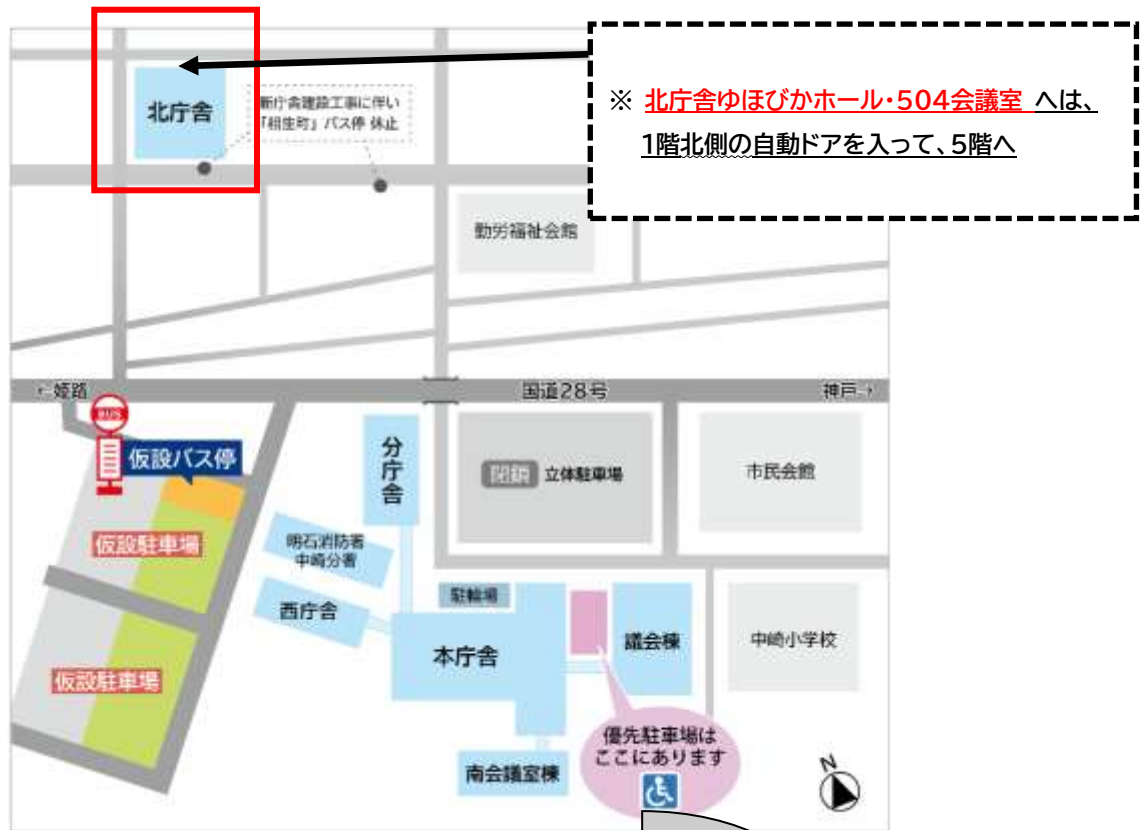 ※ 北庁舎ゆほびかホール・504会議室 へは、
1階北側の自動ドアを入って、5階へ
北庁舎
新庁舎建設工事に伴い
「相生町」バス停 休止
勤労福祉会館
←姫路
国道28号
神戸→
BUS
仮設バス停
分庁舎
閉鎖 立体駐車場
市民会館
仮設駐車場
明石消防署
中崎分署
駐輪場
西庁舎
本庁舎
議会棟
中崎小学校
仮設駐車場
優先駐車場は
ここにあります
南会議室棟
N